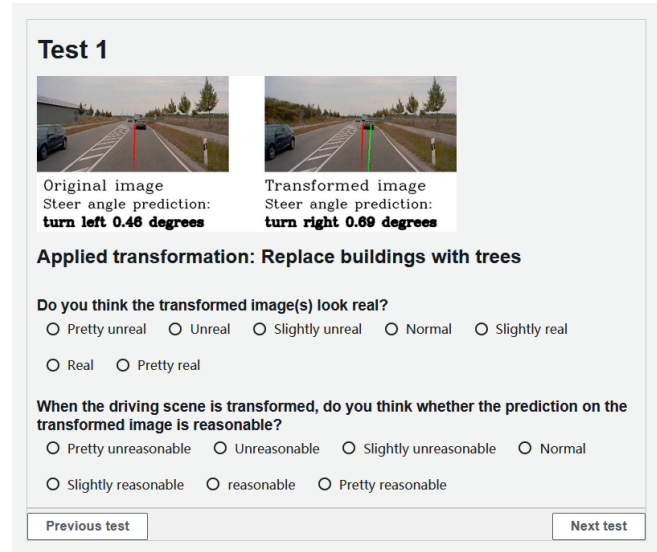 Test 1
Original image
Steer angle prediction:
turn left 0.46 degrees
Transformed image
Steer angle prediction:
turn right 0.69 degrees
Applied transformation: Replace buildings with trees
Do you think the transformed image(s) look real?
Pretty unreal Unreal Slightly unreal Normal Slightly real
Real Pretty real
When the driving scene is transformed, do you think whether the prediction on the
transformed image is reasonable?
Pretty unreasonable Unreasonable Slightly unreasonable Normal
Slightly reasonable reasonable Pretty reasonable
Previous test Next test